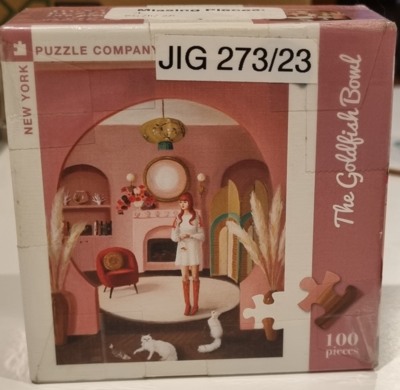 Missing Pieces:
JIG 273/23
PUZZLE COMPANY
NEW YORK
The Goldfish Bowl
100
pieces